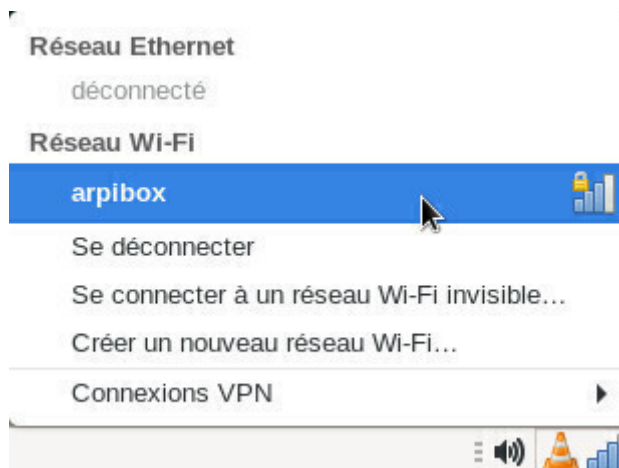 Réseau Ethernet
déconnecté
Réseau Wi-Fi
arpibox
Se déconnecter
Se connecter à un réseau Wi-Fi invisible…
Créer un nouveau réseau Wi-Fi…
Connexions VPN